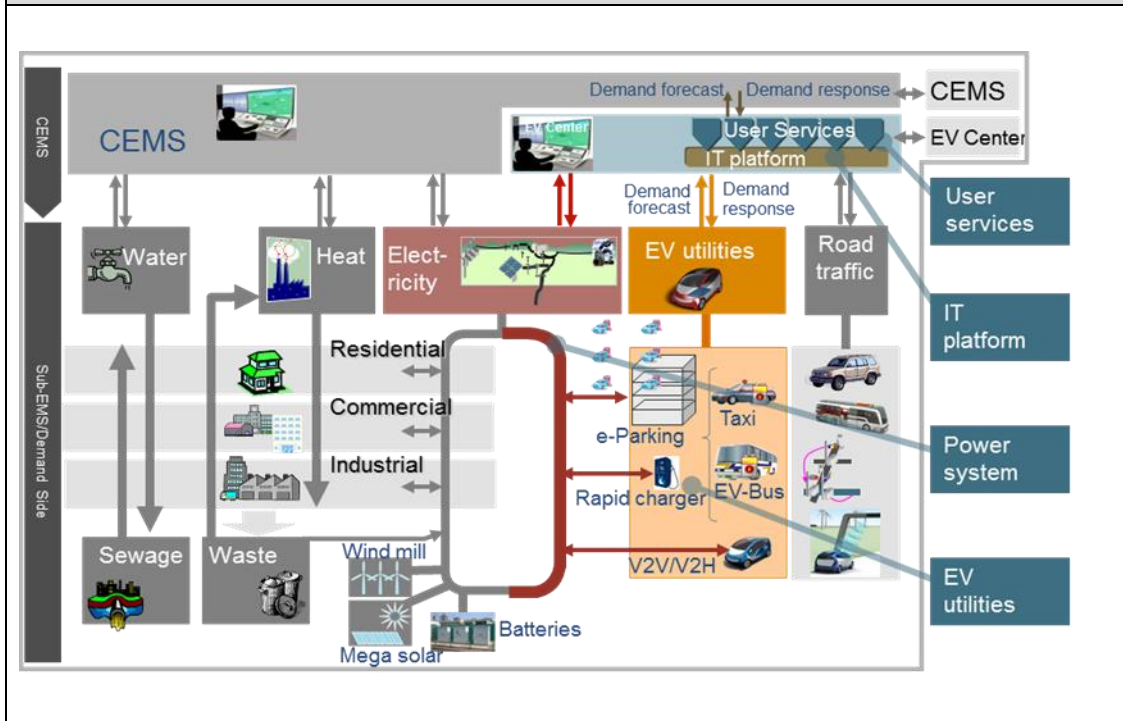 CEMS
CEMS
Demand forecast
Demand response
CEMS
EV Center
User Services
IT platform
EV Center
Demand
forecast
Demand
response
User
services
IT
platform
Power
system
EV
utilities
Sub-EMS/Demand Side
Water
Heat
Elect-
ricity
EV utilities
Road
traffic
Residential
Commercial
Industrial
e-Parking
Taxi
Rapid charger
EV-Bus
V2V/V2H
Sewage
Waste
Wind mill
Mega solar
Batteries